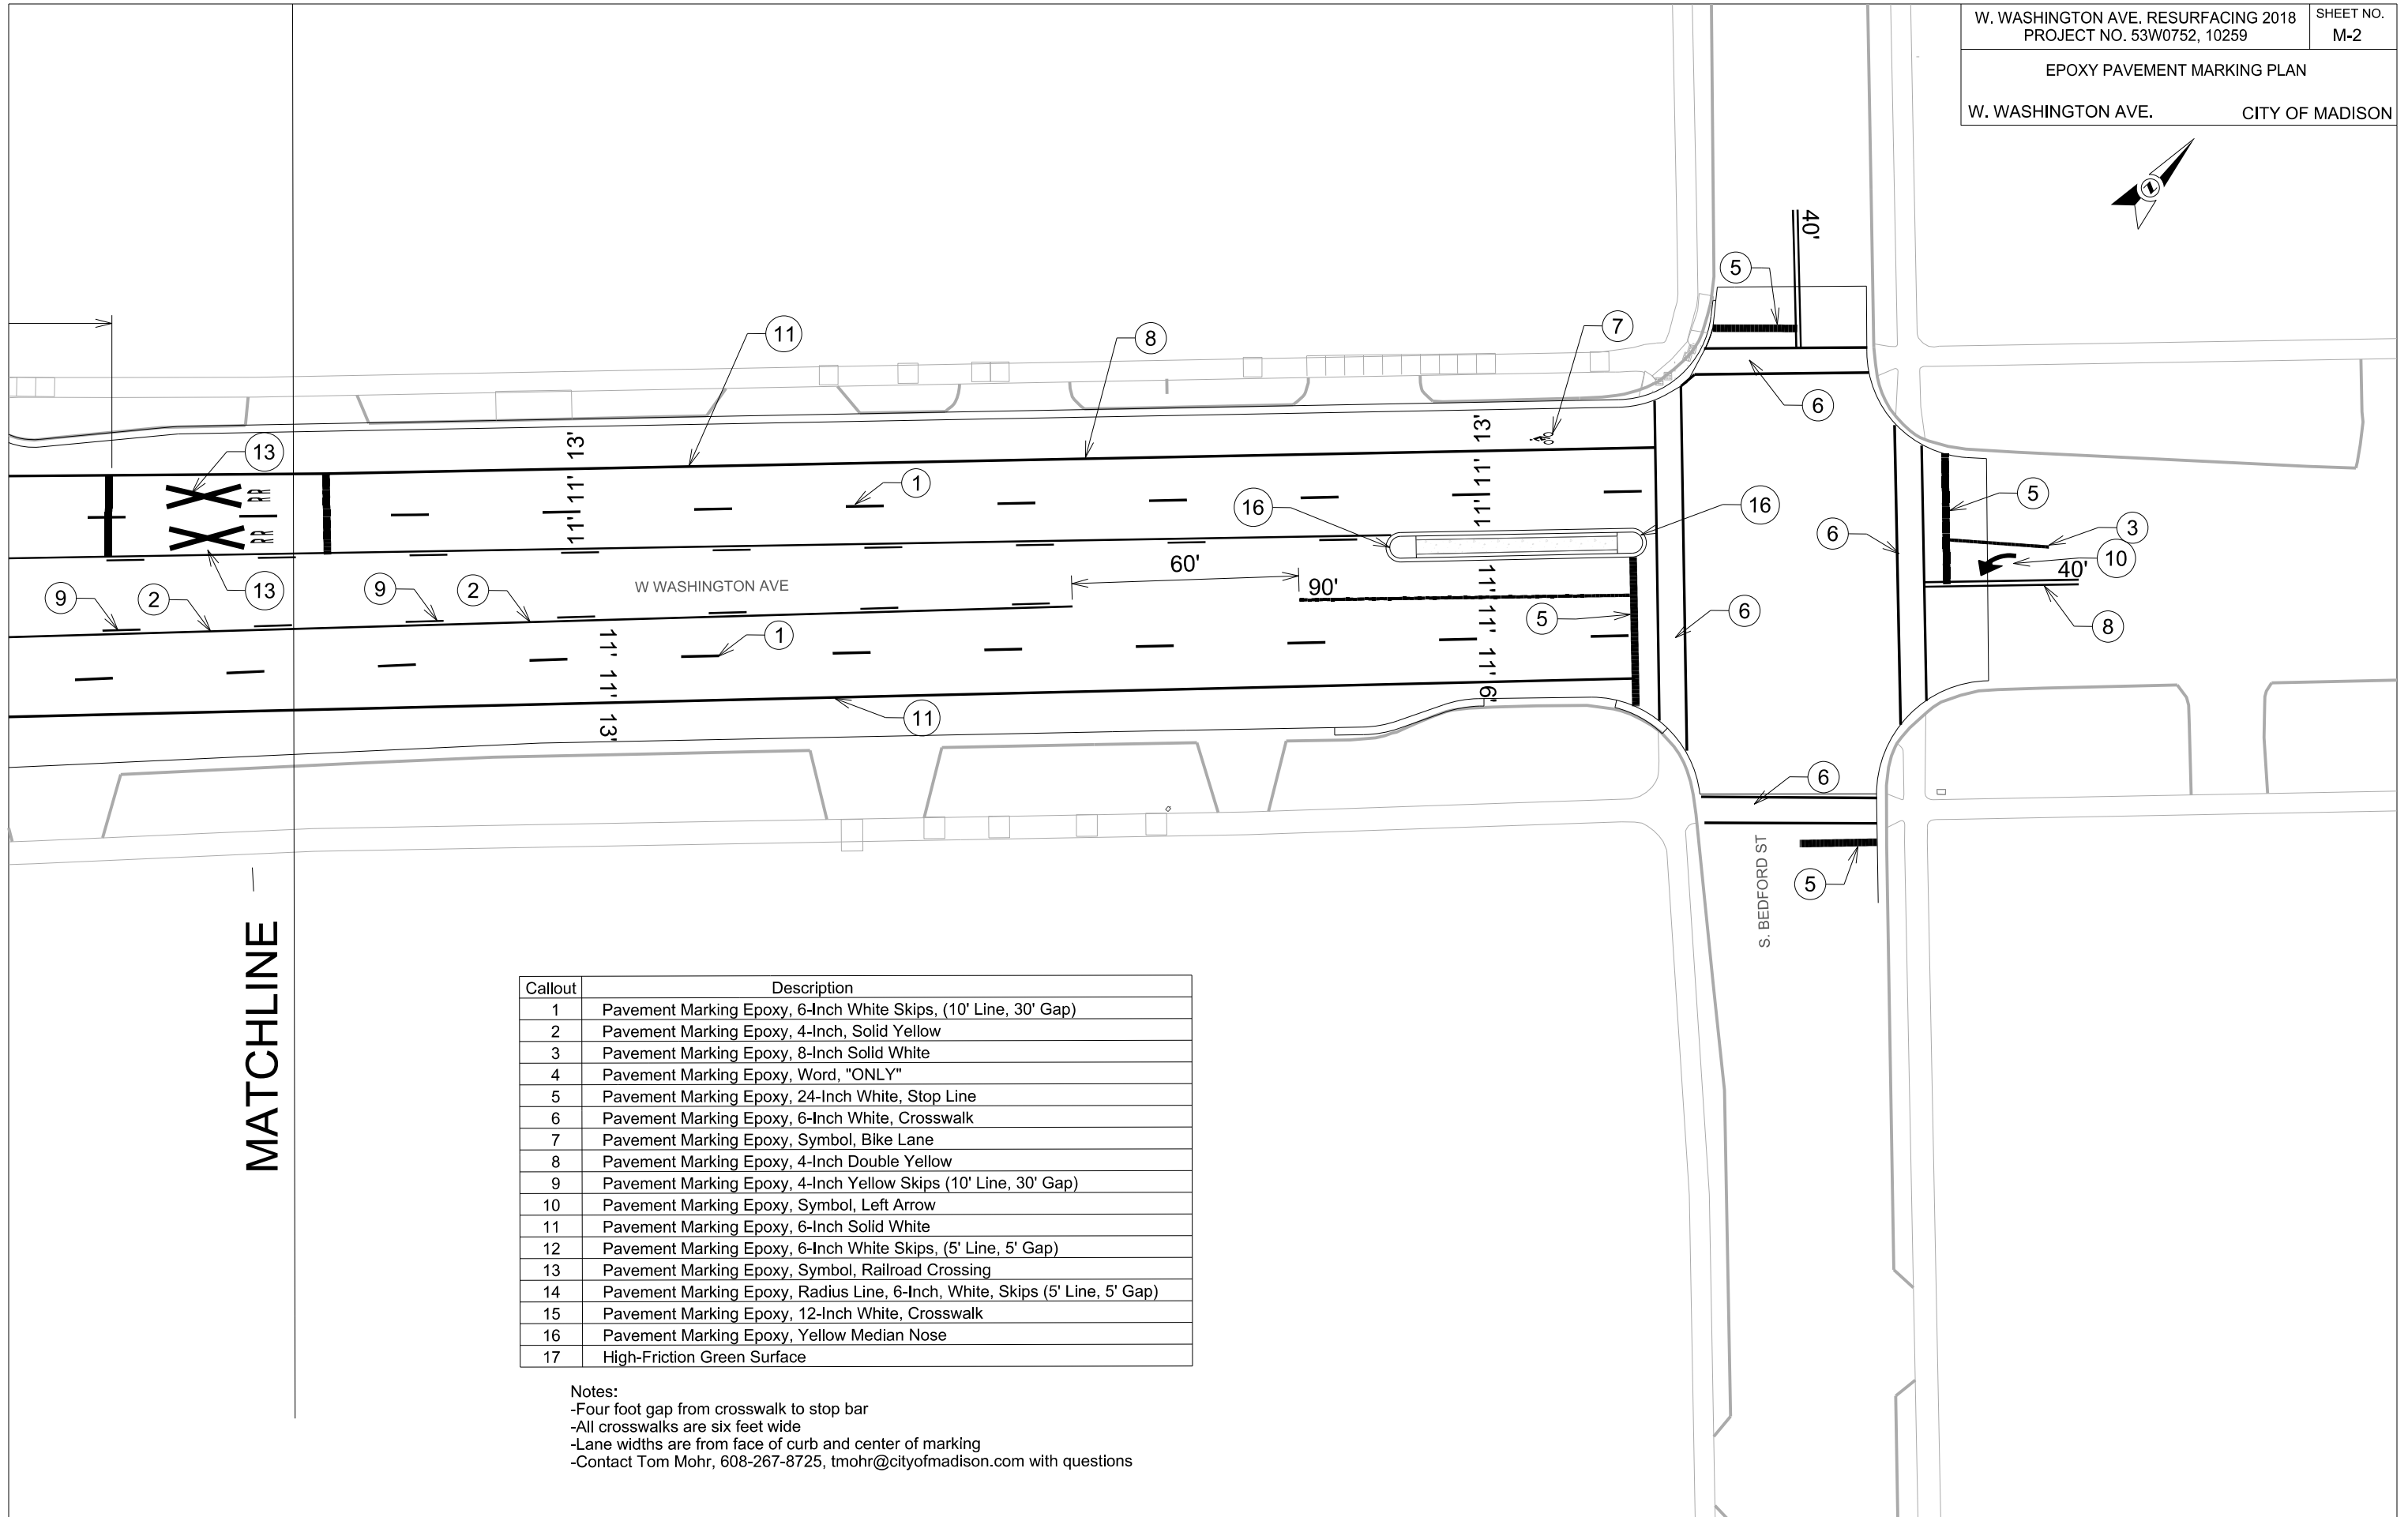 W. WASHINGTON AVE. RESURFACING 2018
PROJECT NO. 53W0752, 10259
SHEET NO.
M-2
EPOXY PAVEMENT MARKING PLAN
W. WASHINGTON AVE.
CITY OF MADISON
Z
40'
5
11
8
7
6
13
13'
11'
11'
1
13'
11'
11'
16
16
5
3
6
10
40'
RR
RR
13
9
2
9
2
W WASHINGTON AVE
60'
90'
11'
11'
11'
11'
6'
5
6
8
1
11'
11'
13'
11
6
5
S. BEDFORD ST
MATCHLINE
Callout Description
1 Pavement Marking Epoxy, 6-Inch White Skips, (10' Line, 30' Gap)
2 Pavement Marking Epoxy, 4-Inch, Solid Yellow
3 Pavement Marking Epoxy, 8-Inch Solid White
4 Pavement Marking Epoxy, Word, "ONLY"
5 Pavement Marking Epoxy, 24-Inch White, Stop Line
6 Pavement Marking Epoxy, 6-Inch White, Crosswalk
7 Pavement Marking Epoxy, Symbol, Bike Lane
8 Pavement Marking Epoxy, 4-Inch Double Yellow
9 Pavement Marking Epoxy, 4-Inch Yellow Skips (10' Line, 30' Gap)
10 Pavement Marking Epoxy, Symbol, Left Arrow
11 Pavement Marking Epoxy, 6-Inch Solid White
12 Pavement Marking Epoxy, 6-Inch White Skips, (5' Line, 5' Gap)
13 Pavement Marking Epoxy, Symbol, Railroad Crossing
14 Pavement Marking Epoxy, Radius Line, 6-Inch, White, Skips (5' Line, 5' Gap)
15 Pavement Marking Epoxy, 12-Inch White, Crosswalk
16 Pavement Marking Epoxy, Yellow Median Nose
17 High-Friction Green Surface
Notes:
-Four foot gap from crosswalk to stop bar
-All crosswalks are six feet wide
-Lane widths are from face of curb and center of marking
-Contact Tom Mohr, 608-267-8725, tmohr@cityofmadison.com with questions